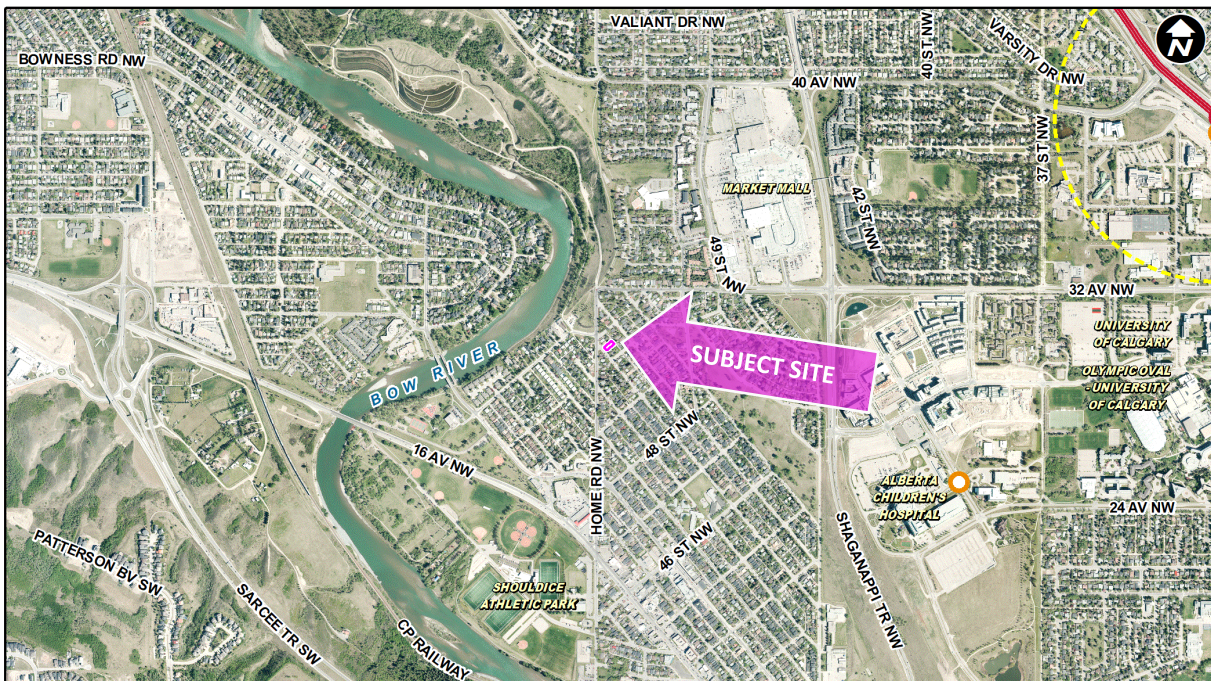 VALIANT DR NW
40 ST NW
VARSITY DR NW
N
BOWNESS RD NW
40 AV NW
37 ST NW
MARKET MALL
42 ST NW
49 ST NW
32 AV NW
UNIVERSITY
OF CALGARY
SUBJECT SITE
BOW RIVER
OLYMPIC OVAL
- UNIVERSITY
OF CALGARY
48 ST NW
16 AV NW
HOME RD NW
ALBERTA
CHILDREN'S
HOSPITAL
24 AV NW
46 ST NW
SHAGANAPPI TR NW
PATTERSON BV SW
SARCEE TR SW
SHOULDICE
ATHLETIC PARK
CP RAILWAY